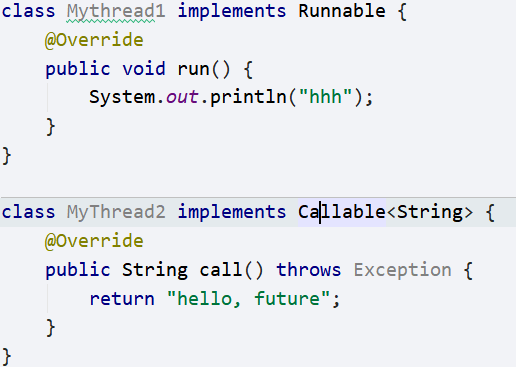 class Mythread1 implements Runnable {
@Override
public void run() {
System.out.println("hhh");
}
}
class MyThread2 implements Callable<String> {
@Override
public String call() throws Exception {
return "hello, future";
}
}